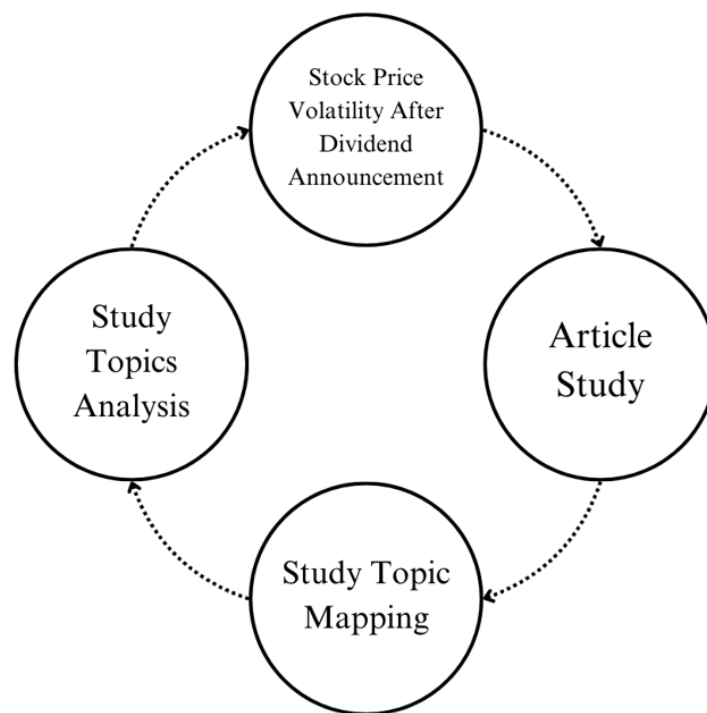 Stock Price
Volatility After
Dividend
Announcement
Article
Study
Study Topic
Mapping
Study
Topics
Analysis